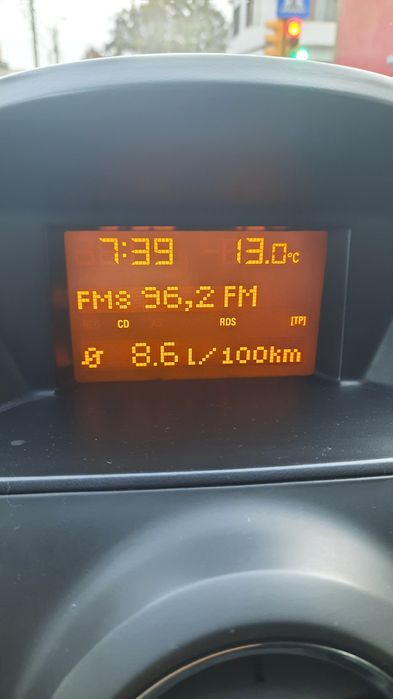 7:39 13.0°C
FM8 96,2 FM
CD RDS [TP]
8.6 l/100km